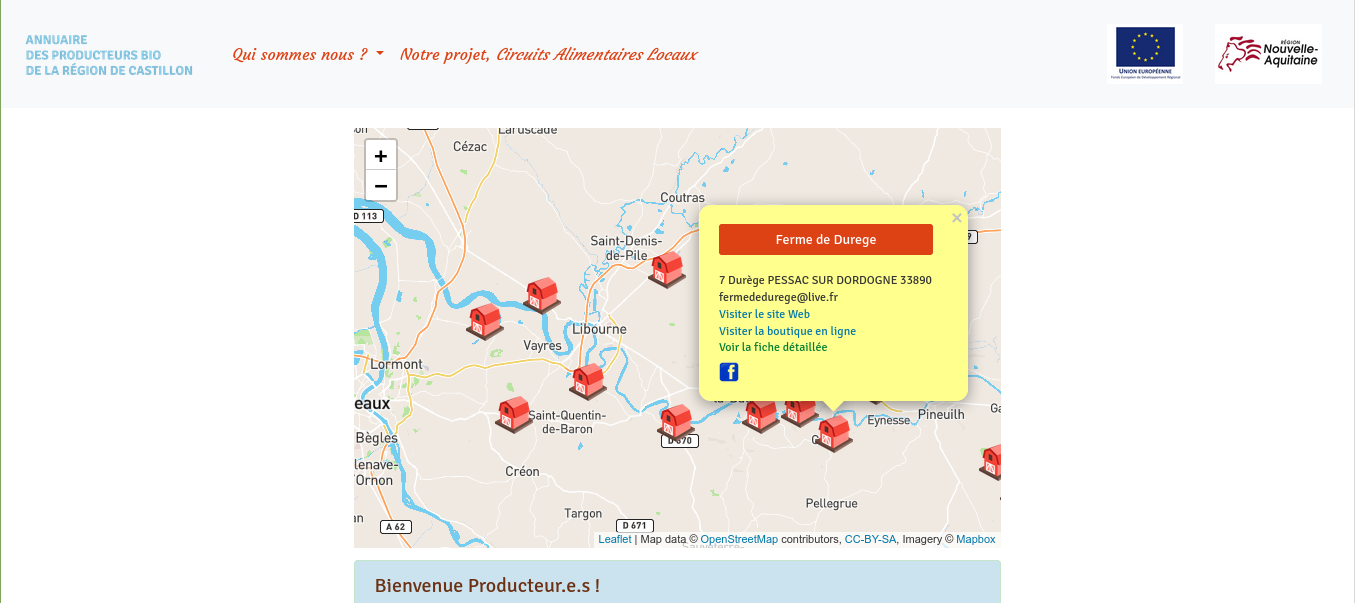 ANNUAIRE
DES PRODUCTEURS BIO
DE LA RÉGION DE CASTILLON
Qui sommes nous ?
Notre projet, Circuits Alimentaires Locaux
UNION EUROPÉENNE
Fonds Européen de Développement Régional
RÉGION
Nouvelle-
Aquitaine
Laruscade
Cézac
+
−
Coutras
D 113
Saint-Denis-
de-Pile
9
×
Ferme de Durege
7 Durège PESSAC SUR DORDOGNE 33890
fermededurege@live.fr
Visiter le site Web
Visiter la boutique en ligne
Voir la fiche détaillée
f
Libourne
Vayres
Lormont
eaux
Saint-Quentin-
de-Baron
Bègles
lenave-
'Ornon
D 670
Eynesse
Pineuilh
Créon
Pellegrue
Targon
D 671
A 62
Leaflet | Map data © OpenStreetMap contributors, CC-BY-SA, Imagery © Mapbox
Bienvenue Producteur.e.s !